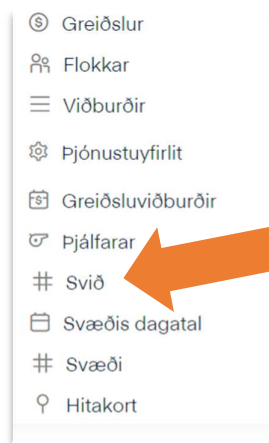 Greiðslur
Flokkar
Viðburðir
Þjónustuyfirlit
Greiðsluviðburðir
Þjálfarar
Svið
Svæðis dagatal
Svæði
Hitakort